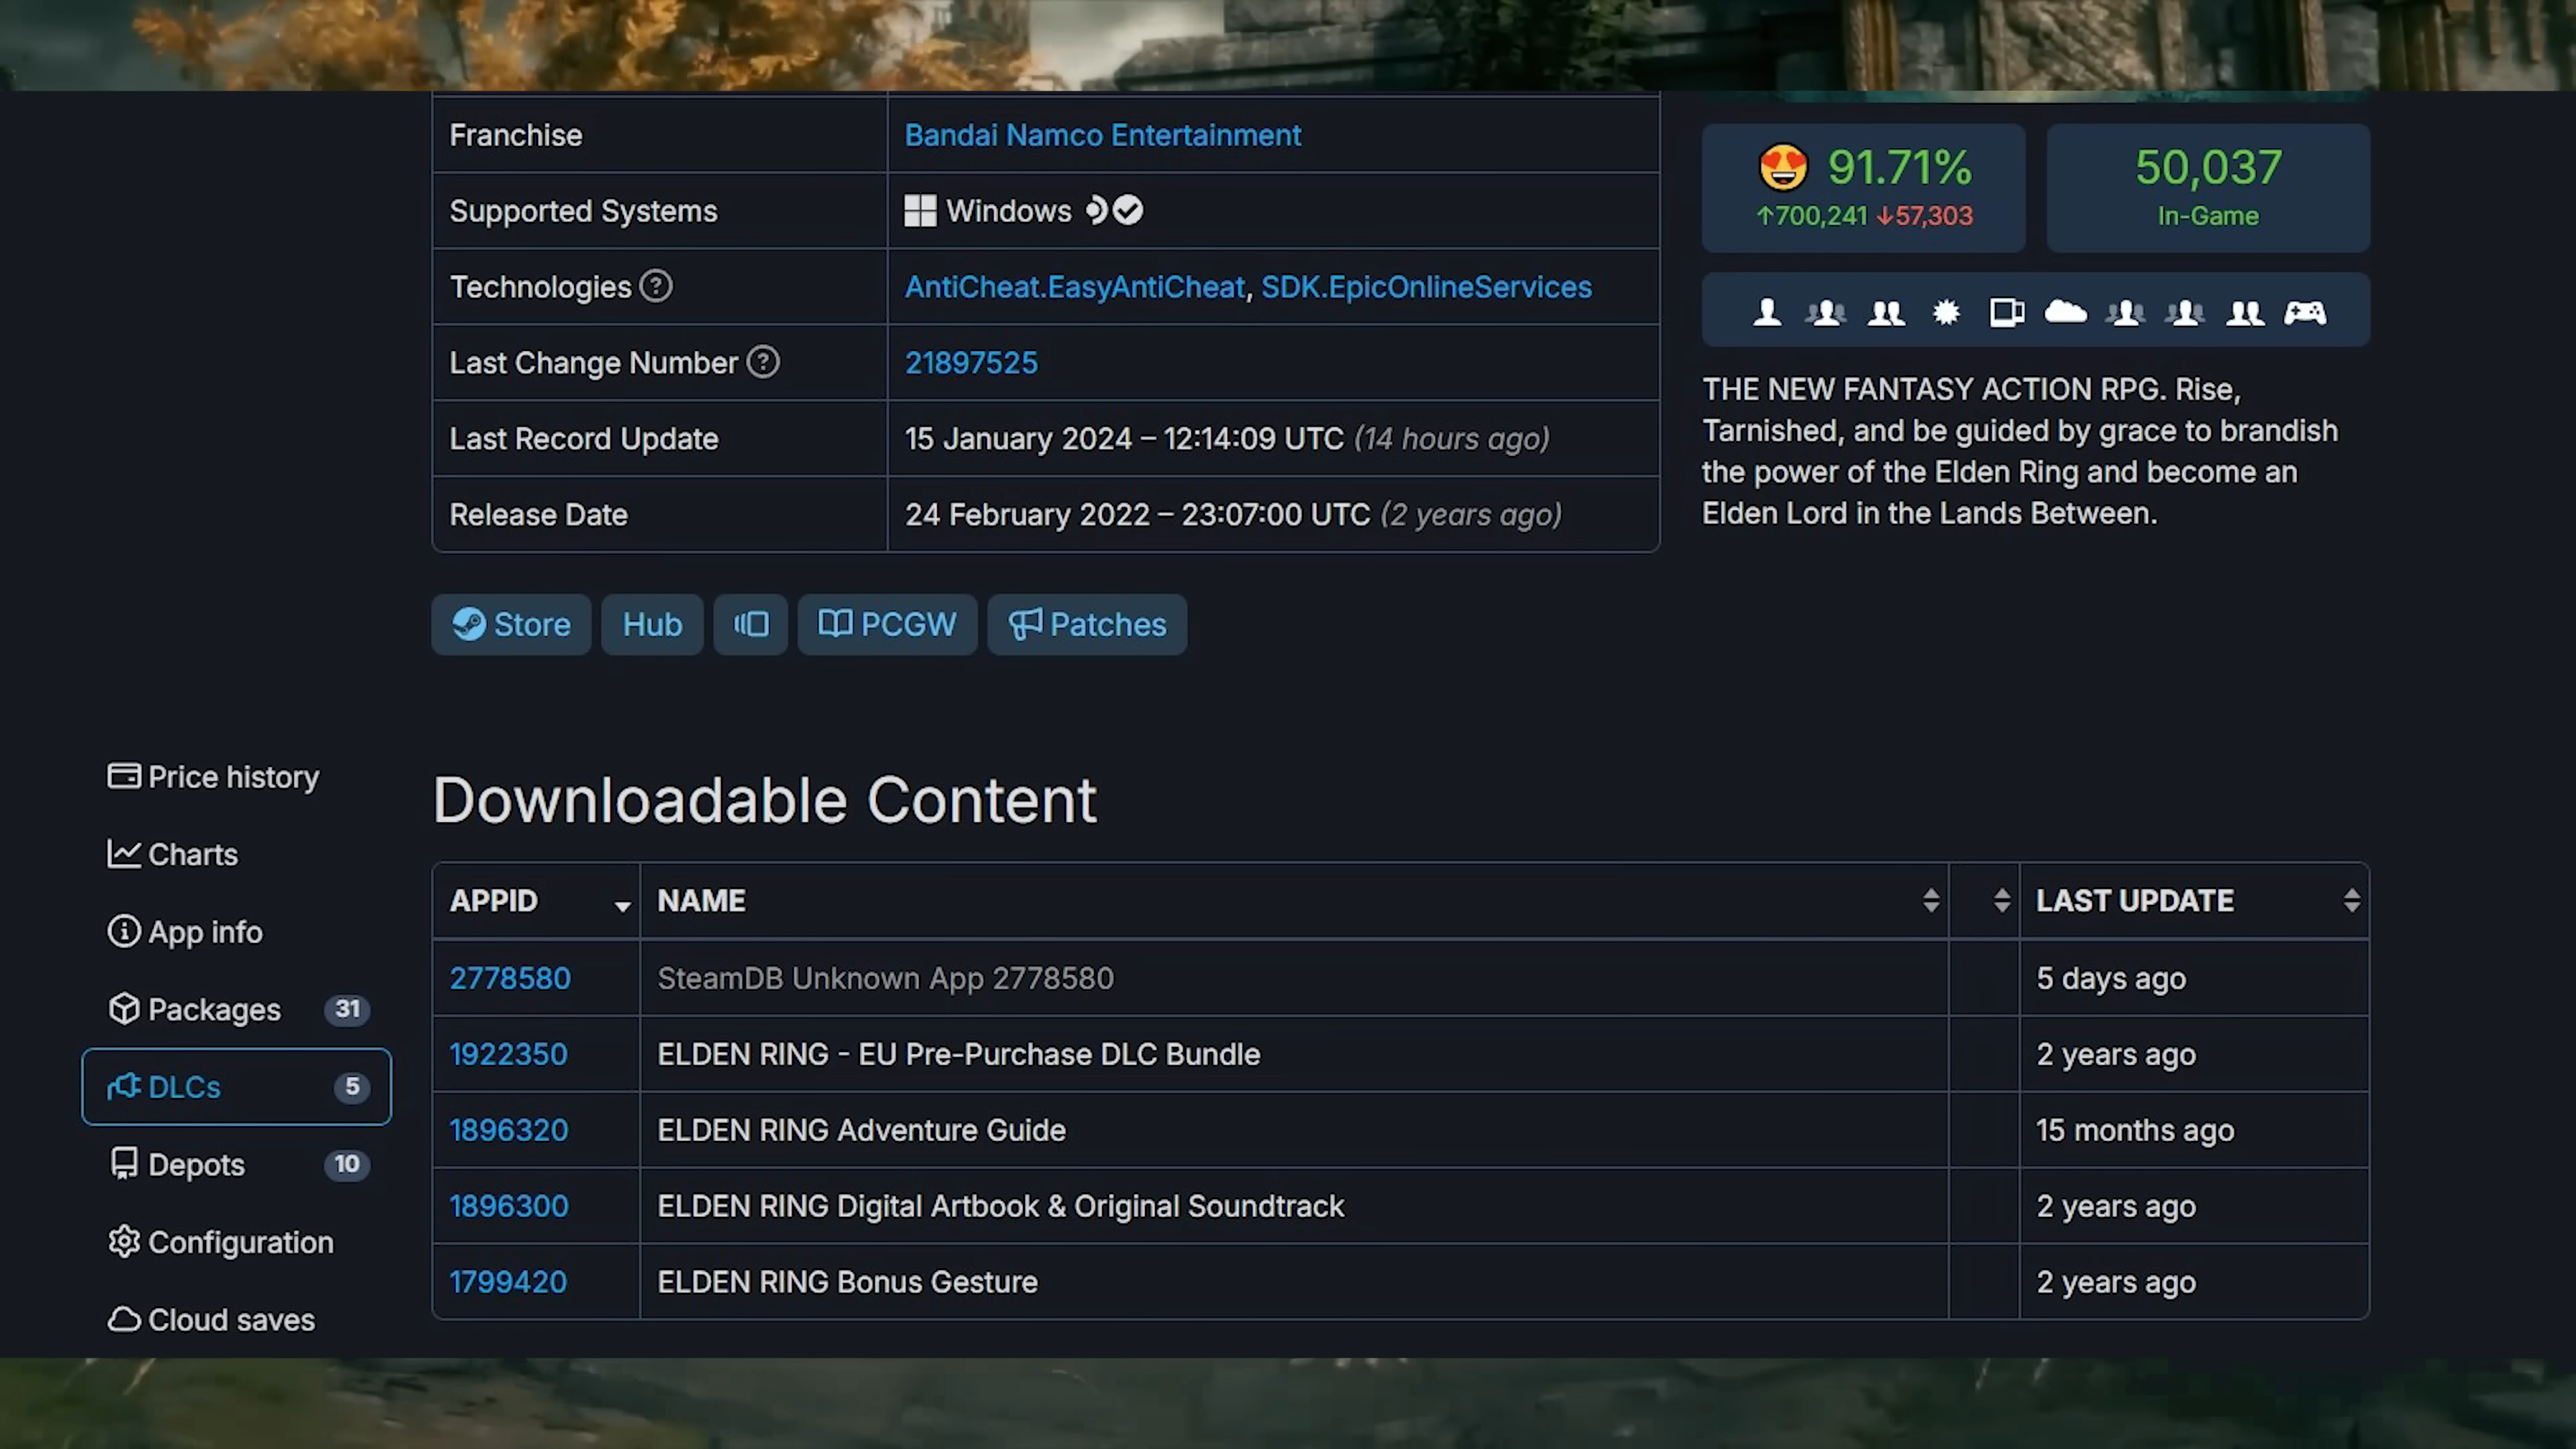 Franchise Bandai Namco Entertainment
Supported Systems Windows
Technologies AntiCheat.EasyAntiCheat, SDK.EpicOnlineServices
Last Change Number 21897525
Last Record Update 15 January 2024 – 12:14:09 UTC (14 hours ago)
Release Date 24 February 2022 – 23:07:00 UTC (2 years ago)
91.71%
↑700,241 ↓57,303
50,037
In-Game
THE NEW FANTASY ACTION RPG. Rise,
Tarnished, and be guided by grace to brandish
the power of the Elden Ring and become an
Elden Lord in the Lands Between.
Store Hub PCGW Patches
Price history
Charts
App info
Packages 31
DLCs 5
Depots 10
Configuration
Cloud saves
Downloadable Content
APPID NAME LAST UPDATE
2778580 SteamDB Unknown App 2778580 5 days ago
1922350 ELDEN RING - EU Pre-Purchase DLC Bundle 2 years ago
1896320 ELDEN RING Adventure Guide 15 months ago
1896300 ELDEN RING Digital Artbook & Original Soundtrack 2 years ago
1799420 ELDEN RING Bonus Gesture 2 years ago